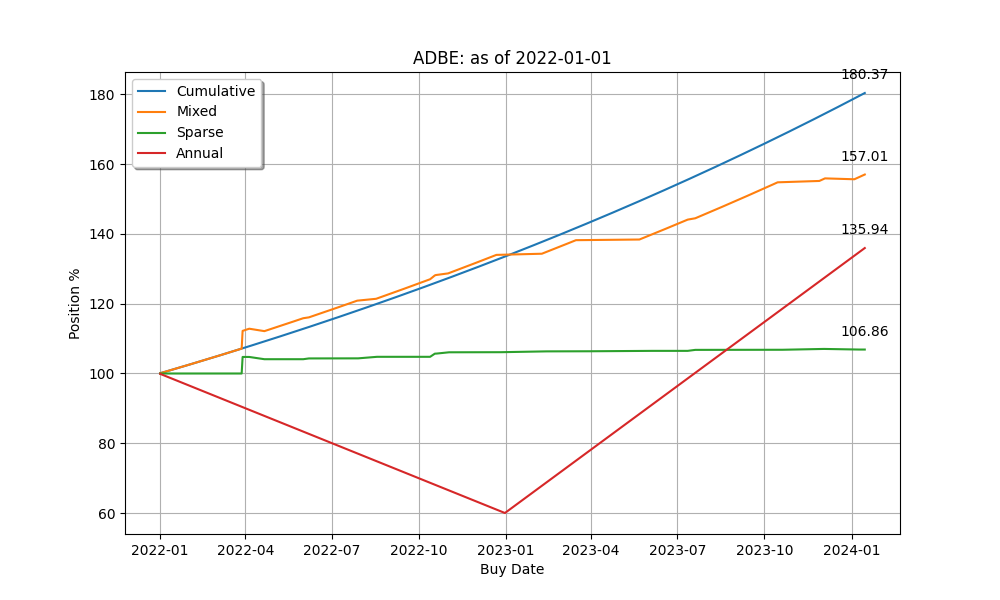 ADBE: as of 2022-01-01
Cumulative
Mixed
Sparse
Annual
180.37
157.01
135.94
106.86
Position %
180
160
140
120
100
80
60
2022-01 2022-04 2022-07 2022-10 2023-01 2023-04 2023-07 2023-10 2024-01
Buy Date